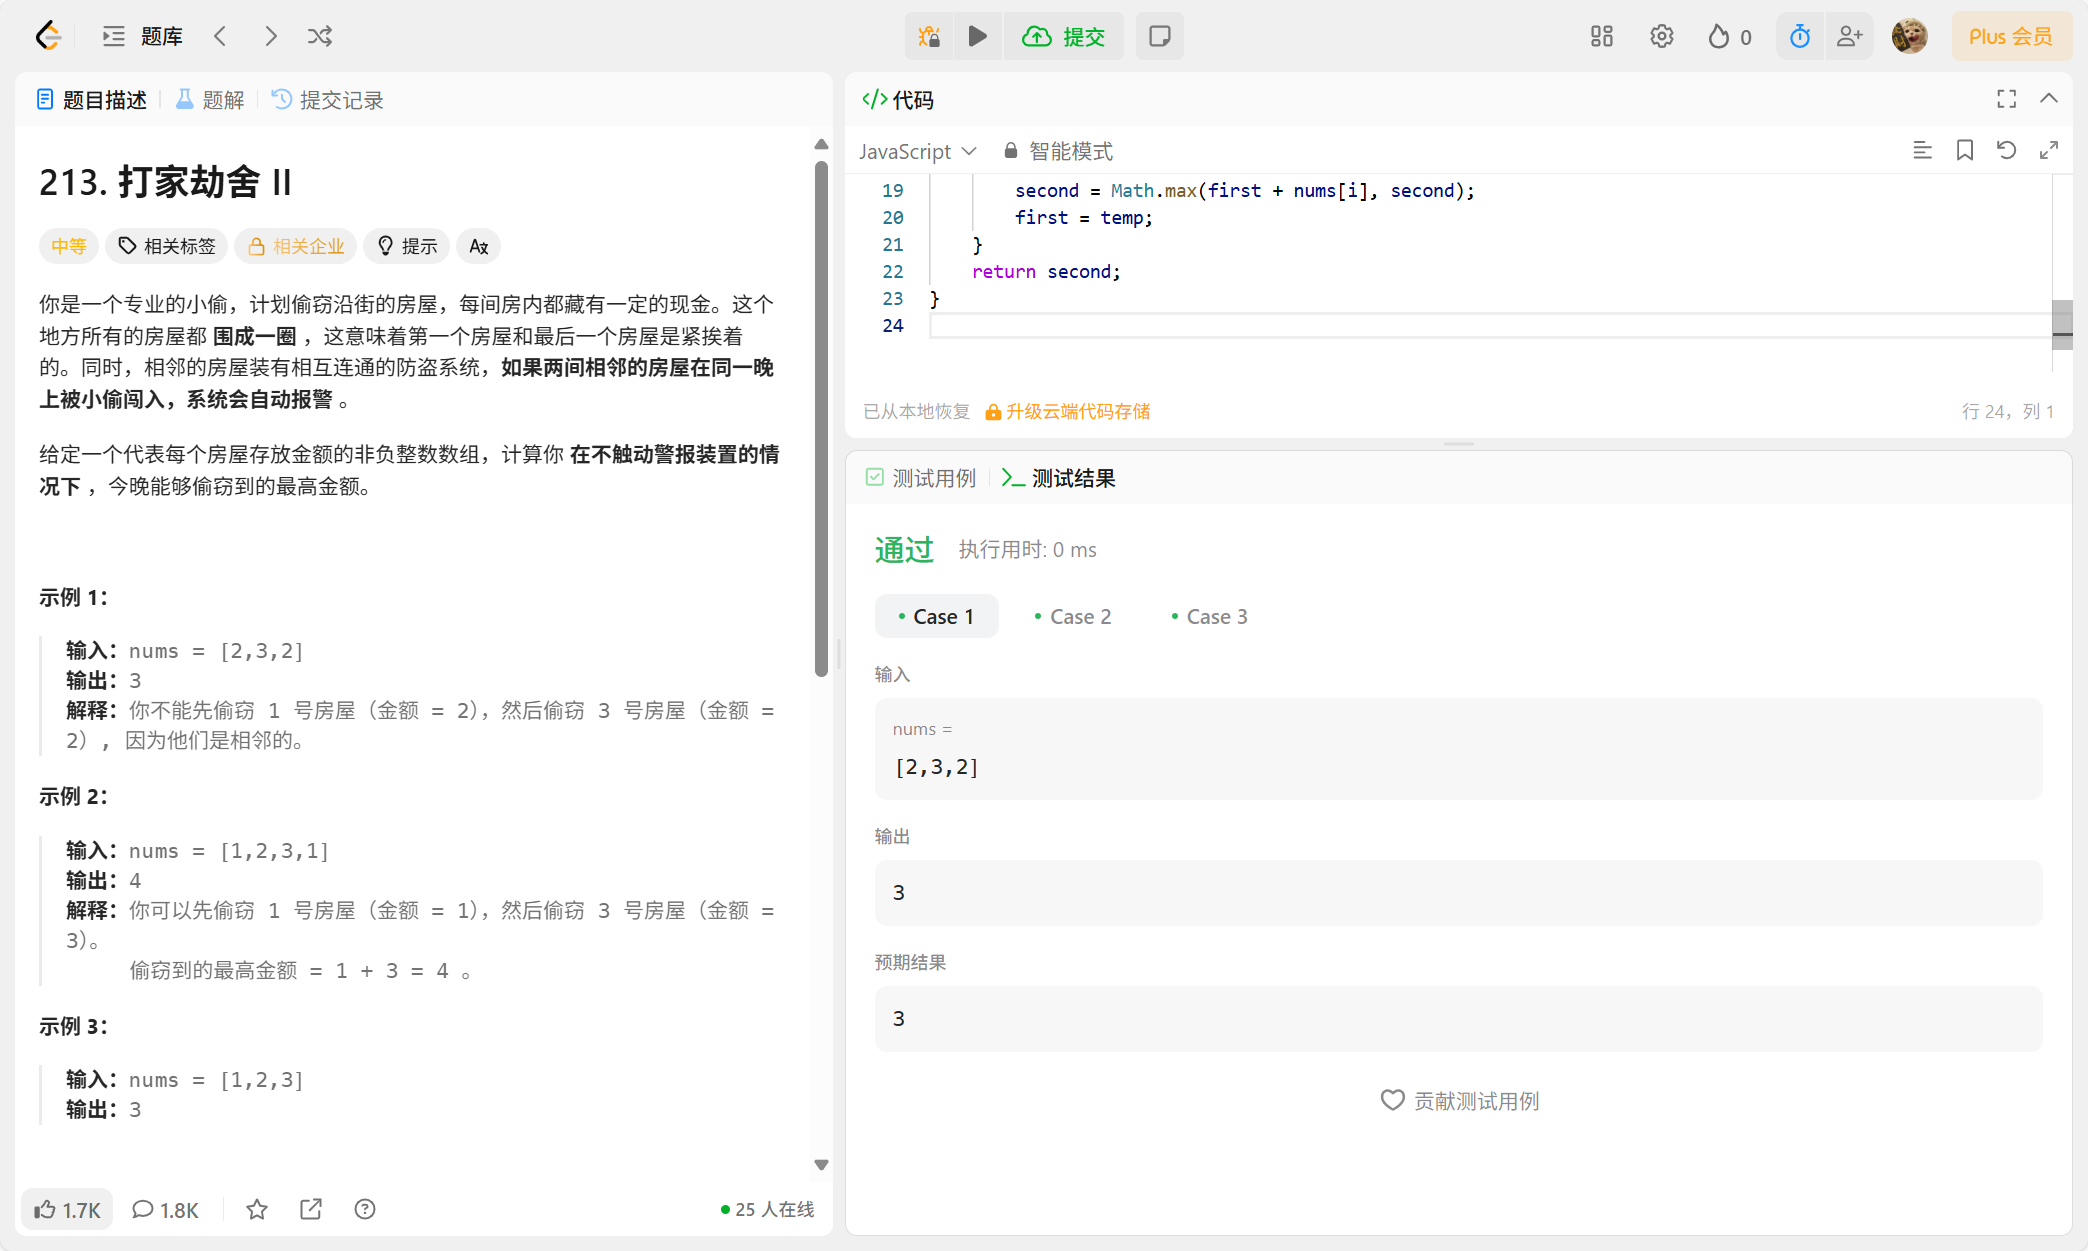 题库
提交
0
Plus 会员
题目描述
题解
提交记录
213. 打家劫舍 II
中等
相关标签
相关企业
提示
你是一个专业的小偷，计划偷窃沿街的房屋，每间房内都藏有一定的现金。这个
地方所有的房屋都 围成一圈 ，这意味着第一个房屋和最后一个房屋是紧挨着
的。同时，相邻的房屋装有相互连通的防盗系统，如果两间相邻的房屋在同一晚
上被小偷闯入，系统会自动报警 。
给定一个代表每个房屋存放金额的非负整数数组，计算你 在不触动警报装置的情
况下 ，今晚能够偷窃到的最高金额。
示例 1：
输入：nums = [2,3,2]
输出：3
解释：你不能先偷窃 1 号房屋（金额 = 2），然后偷窃 3 号房屋（金额 =
2）, 因为他们是相邻的。
示例 2：
输入：nums = [1,2,3,1]
输出：4
解释：你可以先偷窃 1 号房屋（金额 = 1），然后偷窃 3 号房屋（金额 =
3）。
偷窃到的最高金额 = 1 + 3 = 4 。
示例 3：
输入：nums = [1,2,3]
输出：3
1.7K
1.8K
25 人在线
</> 代码
JavaScript
智能模式
19 second = Math.max(first + nums[i], second);
20 first = temp;
21 }
22 return second;
23 }
24
已从本地恢复
升级云端代码存储
行 24，列 1
测试用例
测试结果
通过
执行用时: 0 ms
Case 1
Case 2
Case 3
输入
nums =
[2,3,2]
输出
3
预期结果
3
贡献测试用例